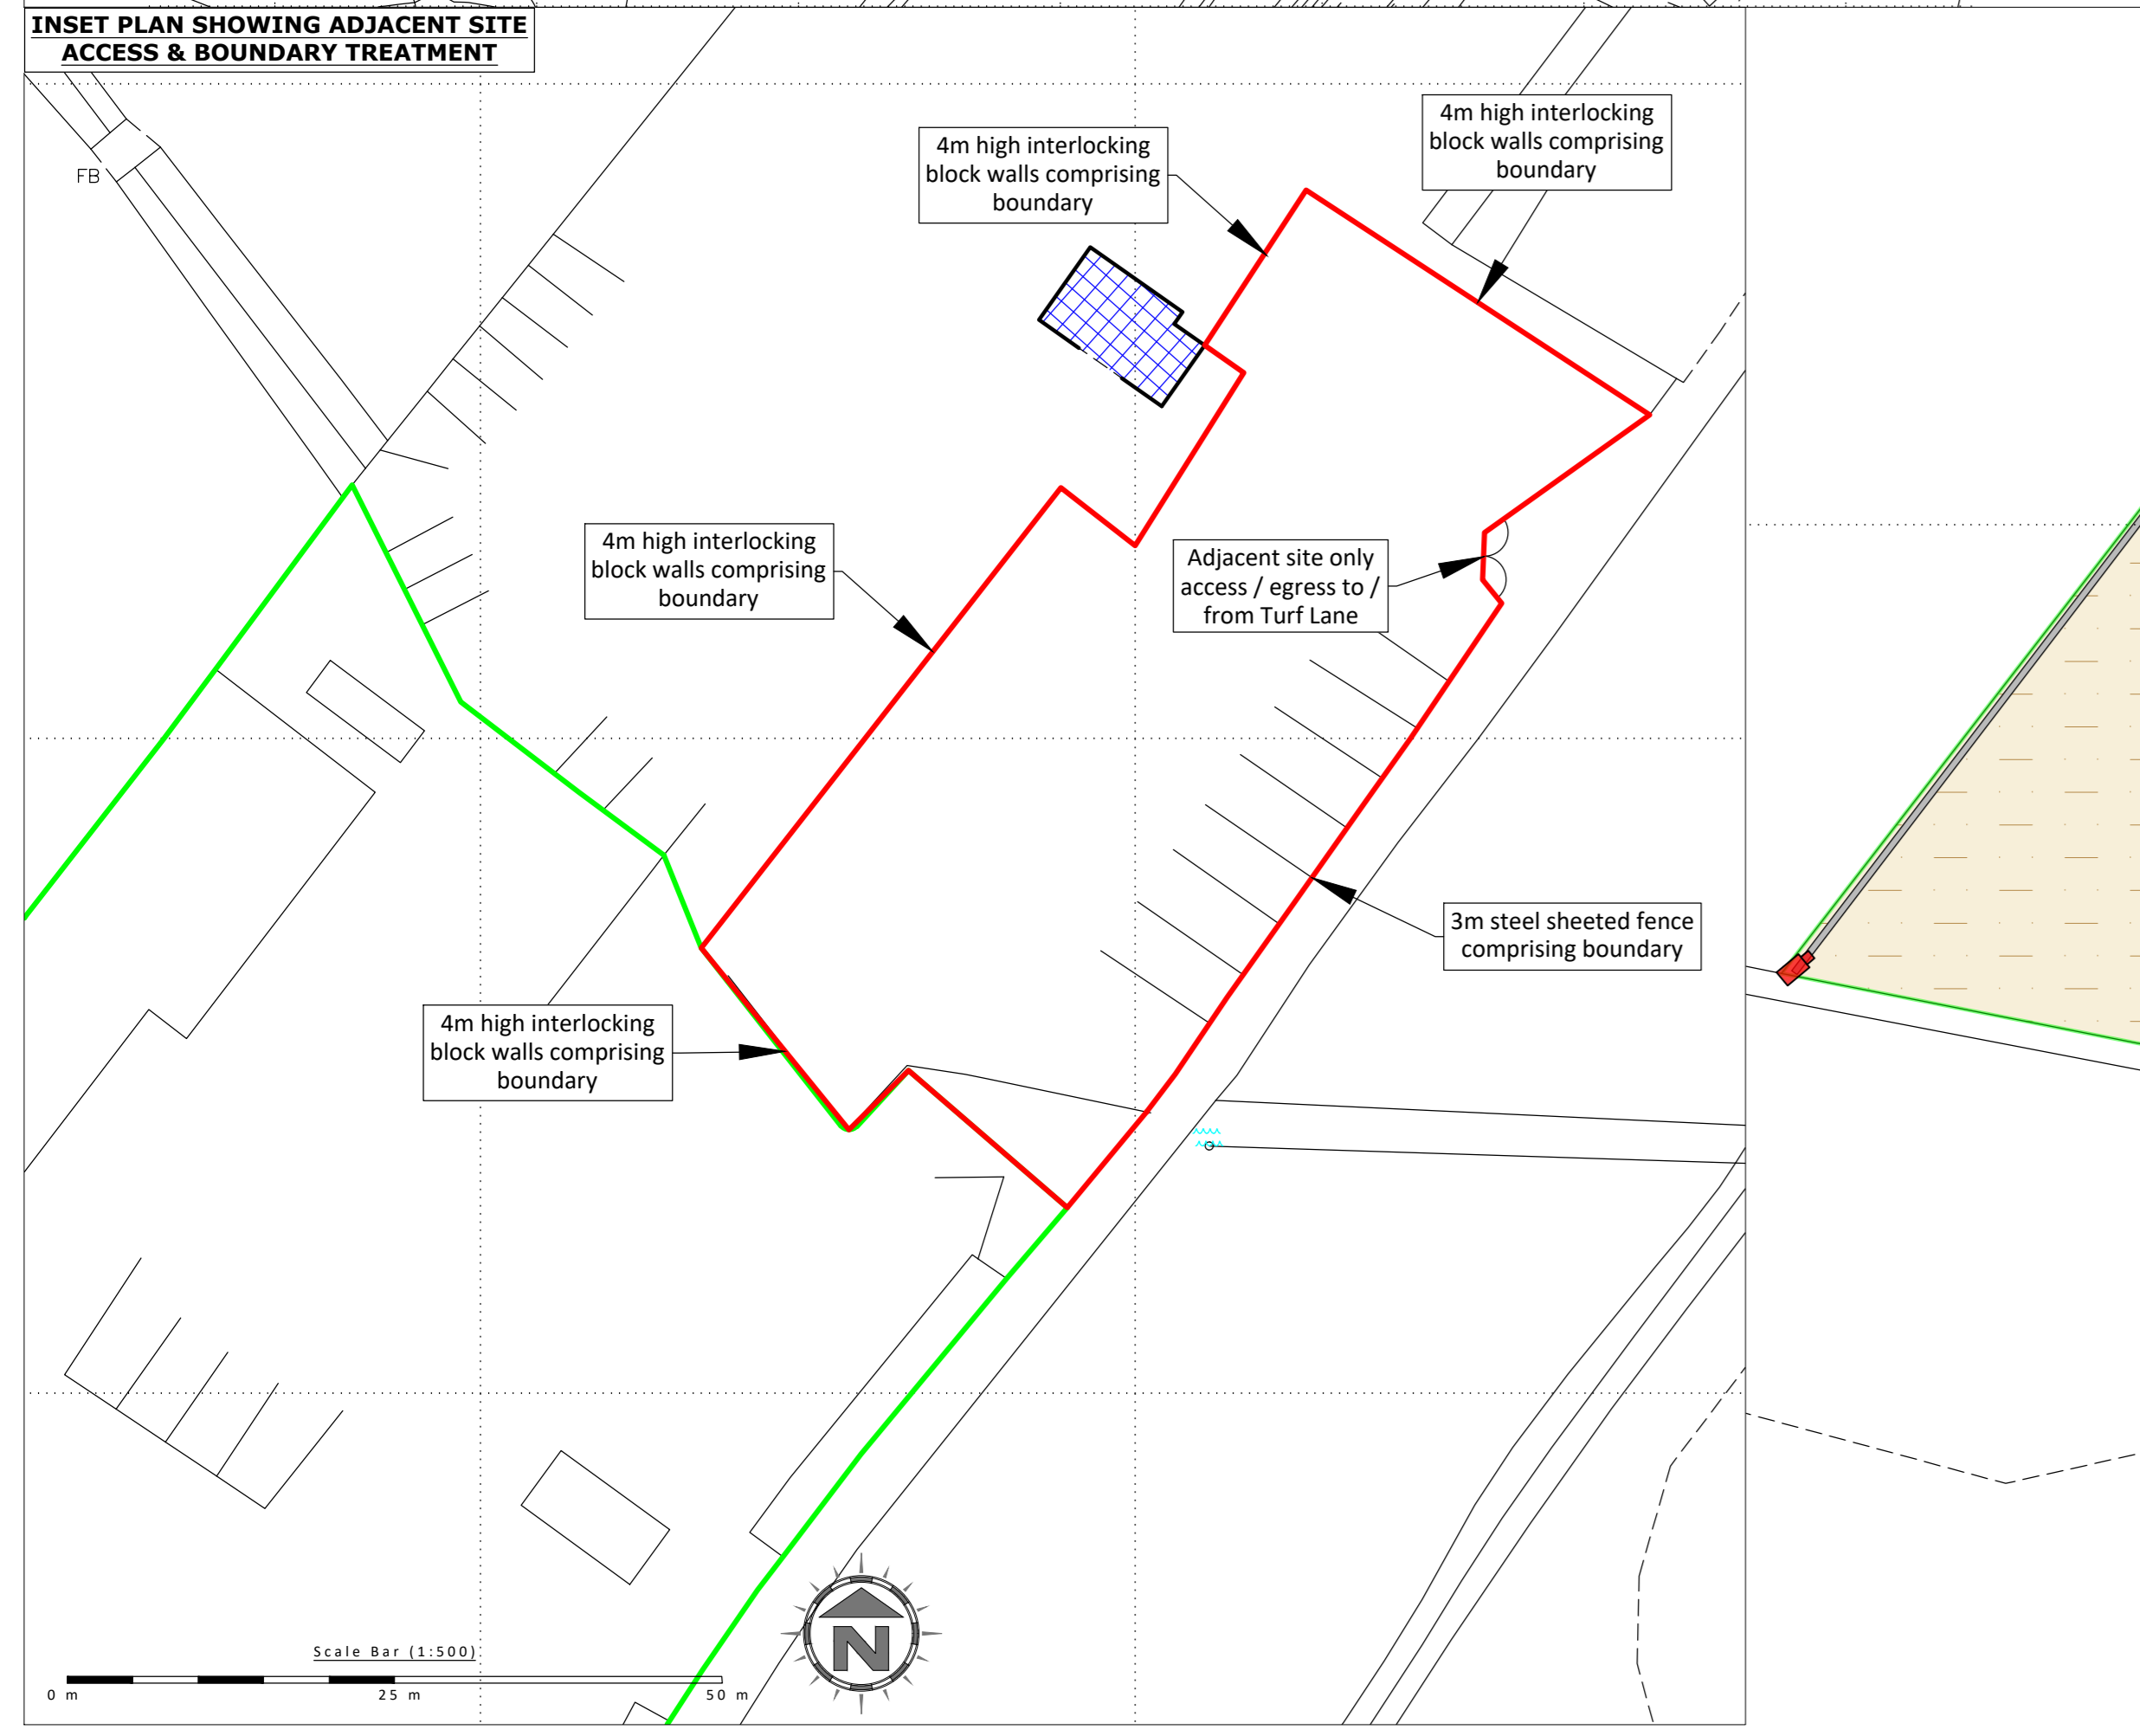 INSET PLAN SHOWING ADJACENT SITE
ACCESS & BOUNDARY TREATMENT
4m high interlocking
block walls comprising
boundary
4m high interlocking
block walls comprising
boundary
FB
4m high interlocking
block walls comprising
boundary
Adjacent site only
access / egress to /
from Turf Lane
3m steel sheeted fence
comprising boundary
4m high interlocking
block walls comprising
boundary
N
Scale Bar (1:500)
0 m 25 m 50 m